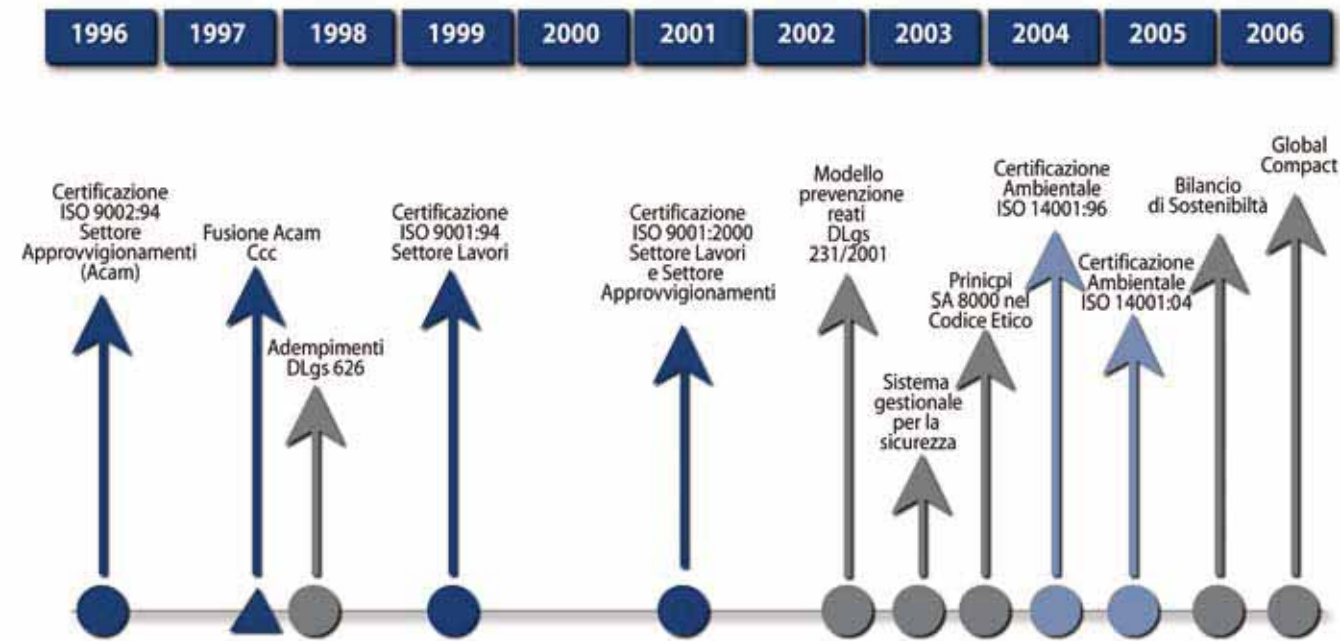 1996 1997 1998 1999 2000 2001 2002 2003 2004 2005 2006
Certificazione
ISO 9002:94
Settore
Approvvigionamenti
(Acam)
Fusione Acam
Ccc
Adempimenti
DLgs 626
Certificazione
ISO 9001:94
Settore Lavori
Certificazione
ISO 9001:2000
Settore Lavori
e Settore
Approvvigionamenti
Modello
prevenzione
reati
DLgs
231/2001
Sistema
gestionale
per la
sicurezza
Prinicpi
SA 8000 nel
Codice Etico
Certificazione
Ambientale
ISO 14001:96
Certificazione
Ambientale
ISO 14001:04
Bilancio
di Sostenibiltà
Global
Compact